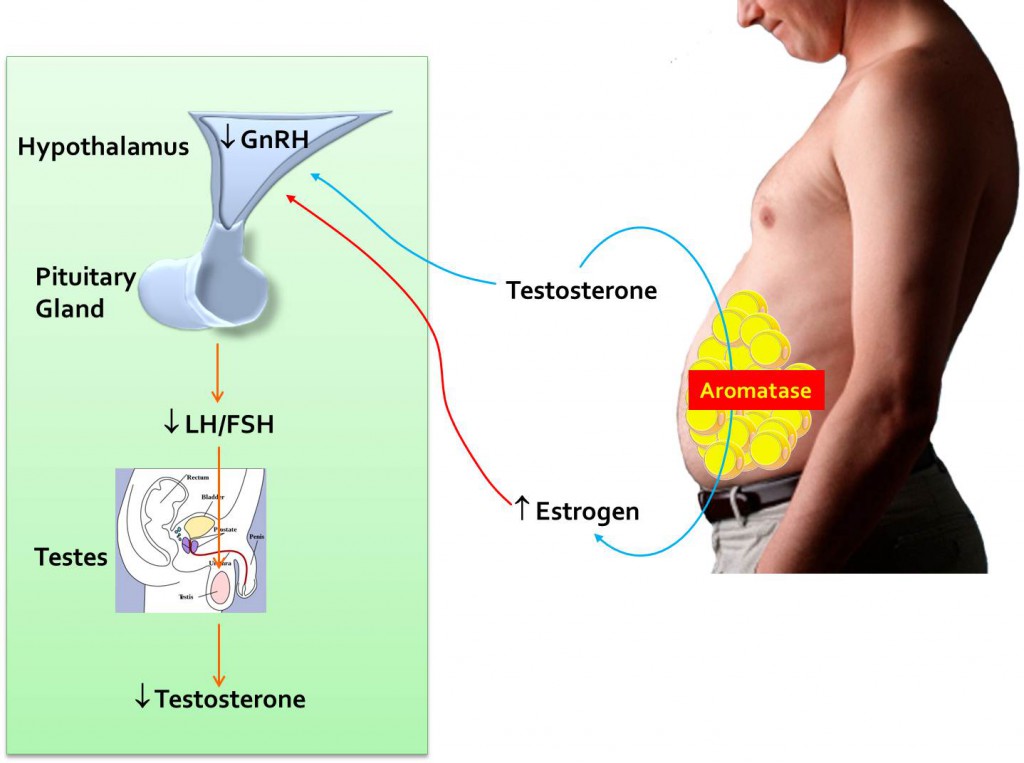 Hypothalamus
↓ GnRH
Pituitary
Gland
Testosterone
Aromatase
↓ LH/FSH
↑ Estrogen
Rectum
Bladder
Prostate
Penis
Testes
Testis
↓ Testosterone